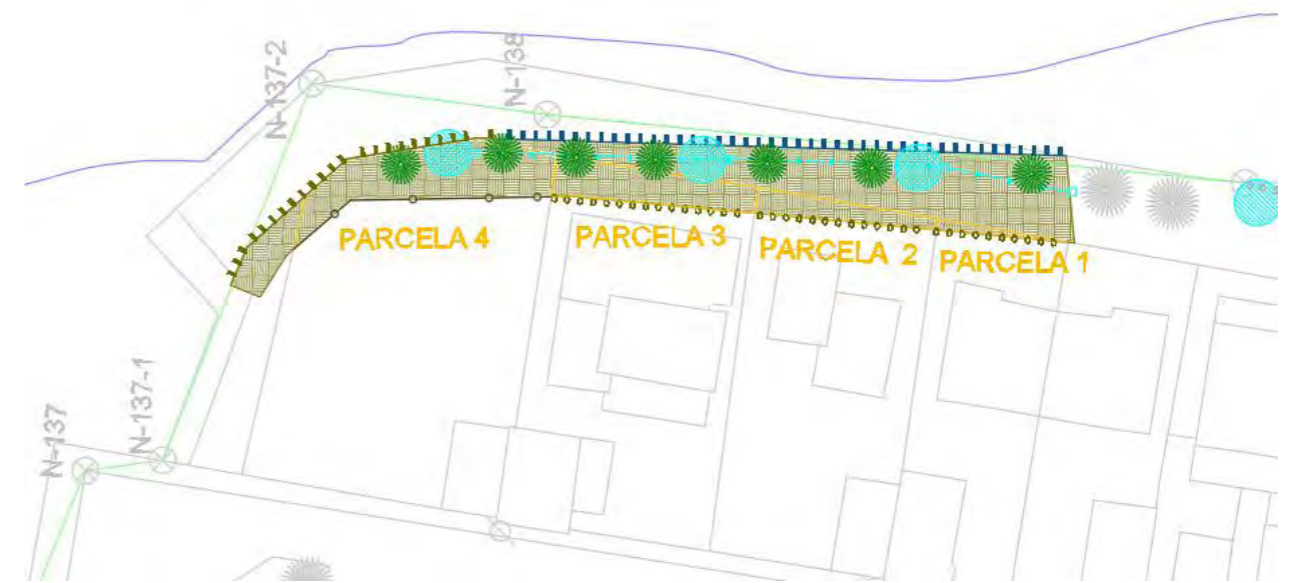 N-137-2
N-138
PARCELA 4
PARCELA 3
PARCELA 2
PARCELA 1
N-137-1
N-137